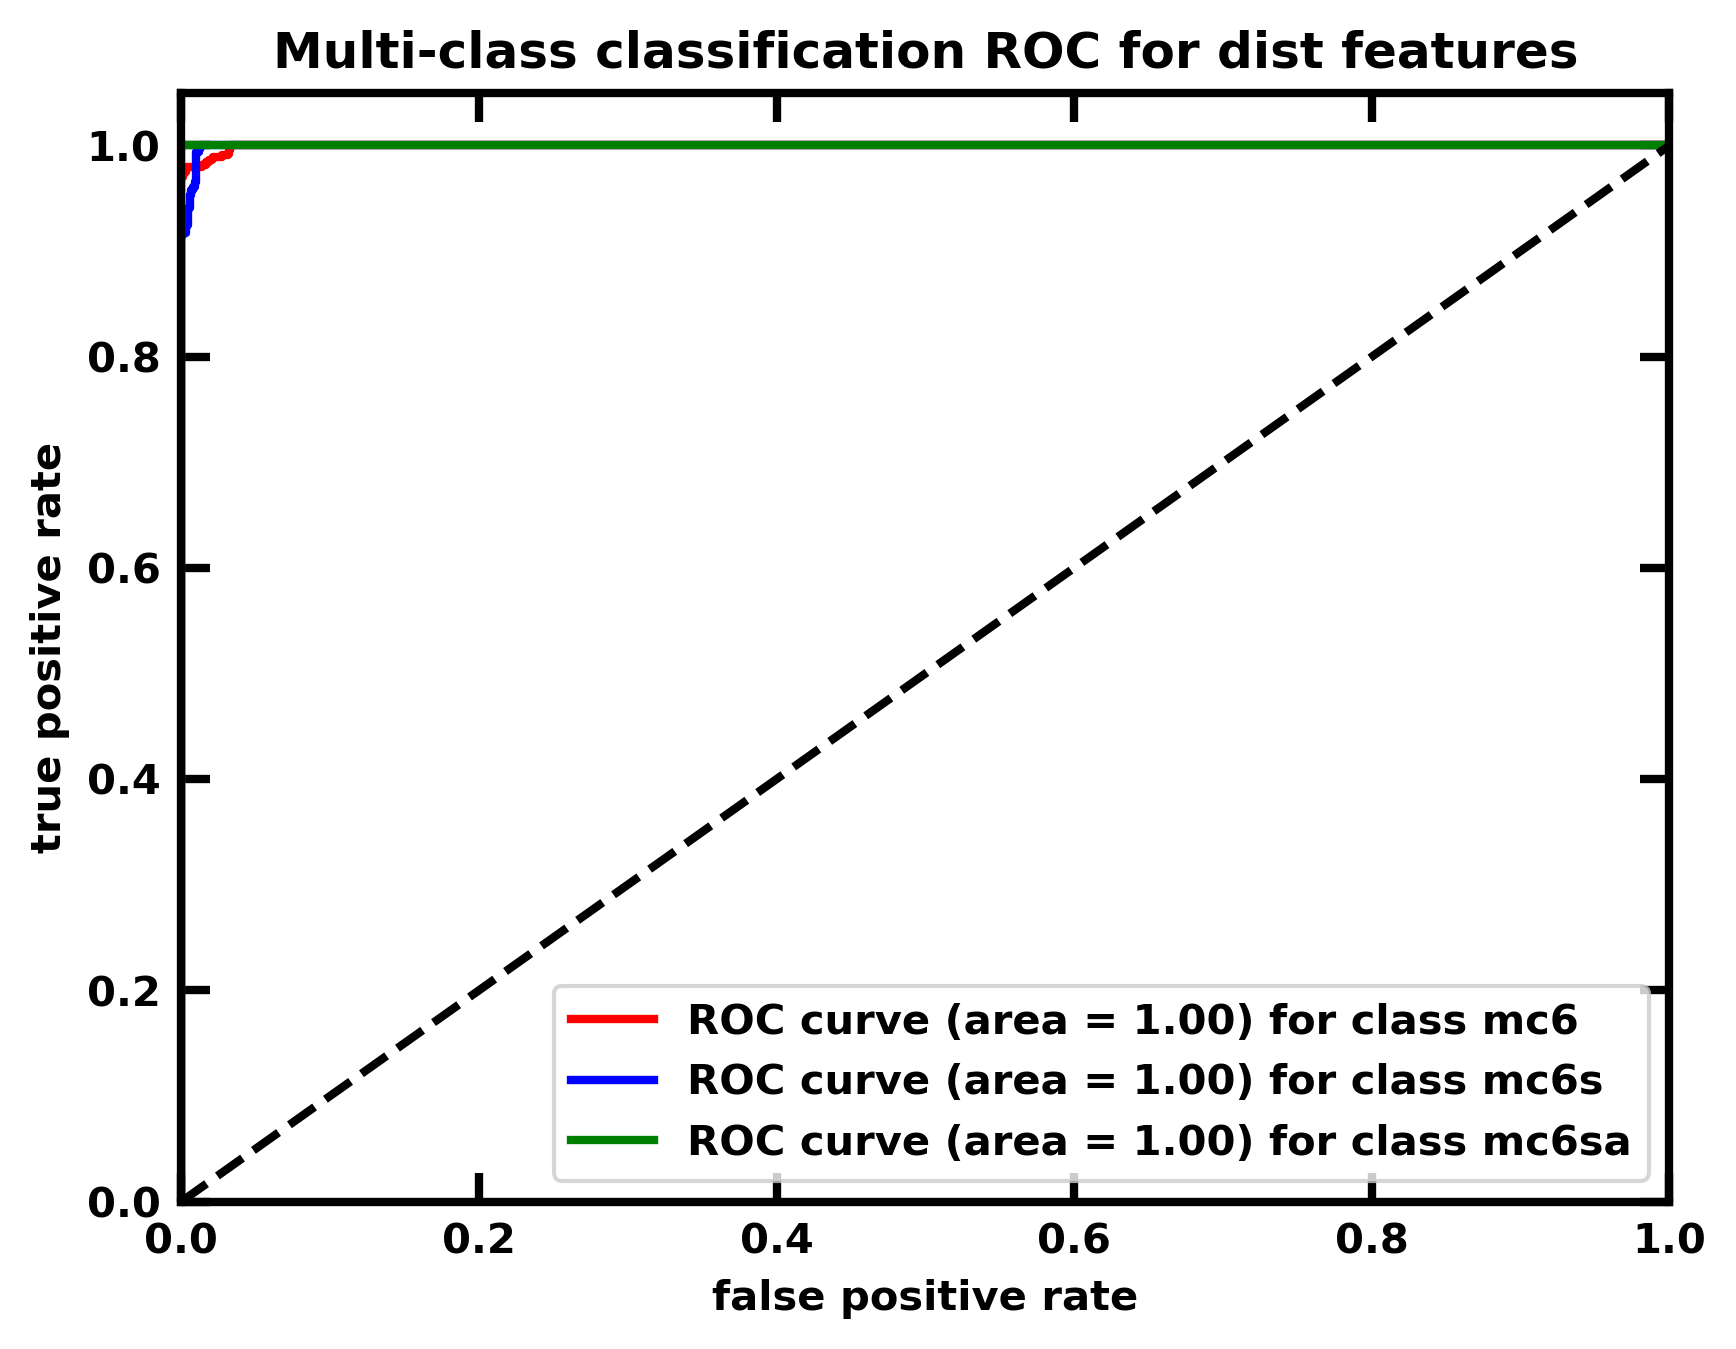 Multi-class classification ROC for dist features
1.0
0.8
0.6
0.4
0.2
0.0
true positive rate
ROC curve (area = 1.00) for class mc6
ROC curve (area = 1.00) for class mc6s
ROC curve (area = 1.00) for class mc6sa
0.0 0.2 0.4 0.6 0.8 1.0
false positive rate